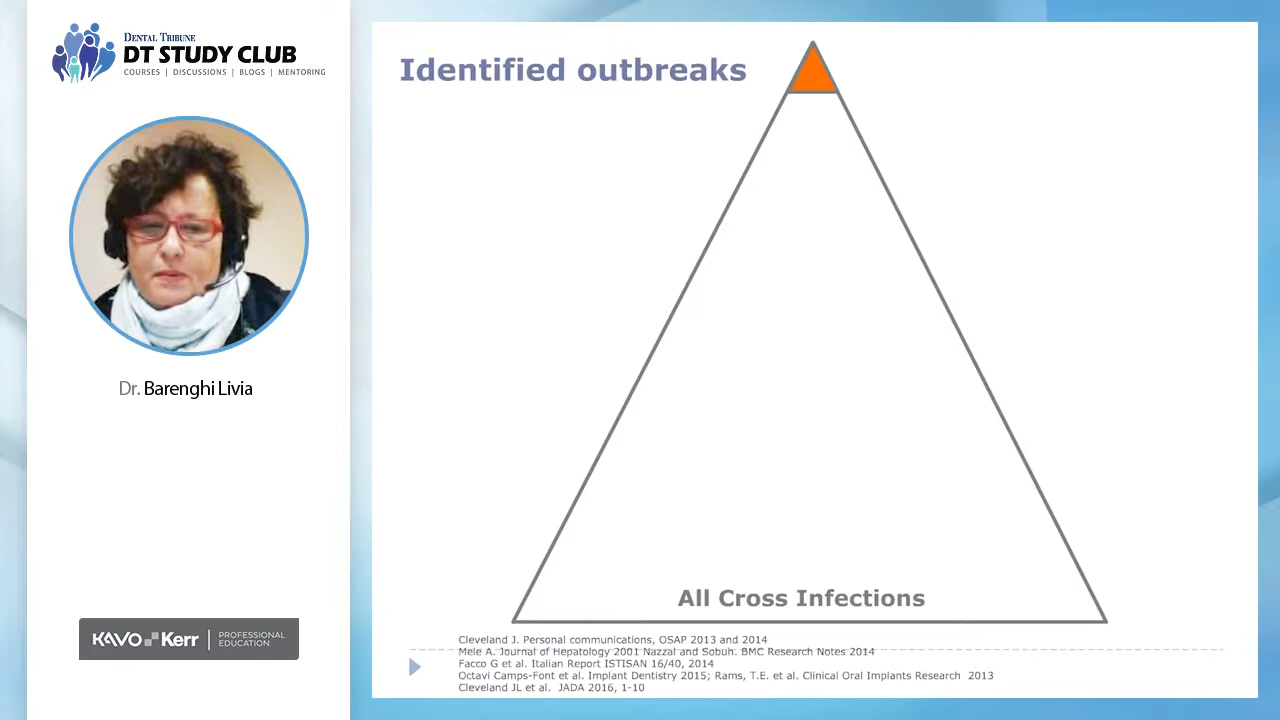 DENTAL TRIBUNE
DT STUDY CLUB
COURSES | DISCUSSIONS | BLOGS | MENTORING
Dr. Barenghi Livia
KAVO Kerr | PROFESSIONAL EDUCATION
Identified outbreaks
All Cross Infections
Cleveland J. Personal communications, OSAP 2013 and 2014
Mele A. Journal of Hepatology 2001 Nazzal and Sobuh. BMC Research Notes 2014
Facco G et al. Italian Report ISTISAN 16/40, 2014
Octavi Camps-Font et al. Implant Dentistry 2015; Rams, T.E. et al. Clinical Oral Implants Research 2013
Cleveland JL et al. JADA 2016, 1-10